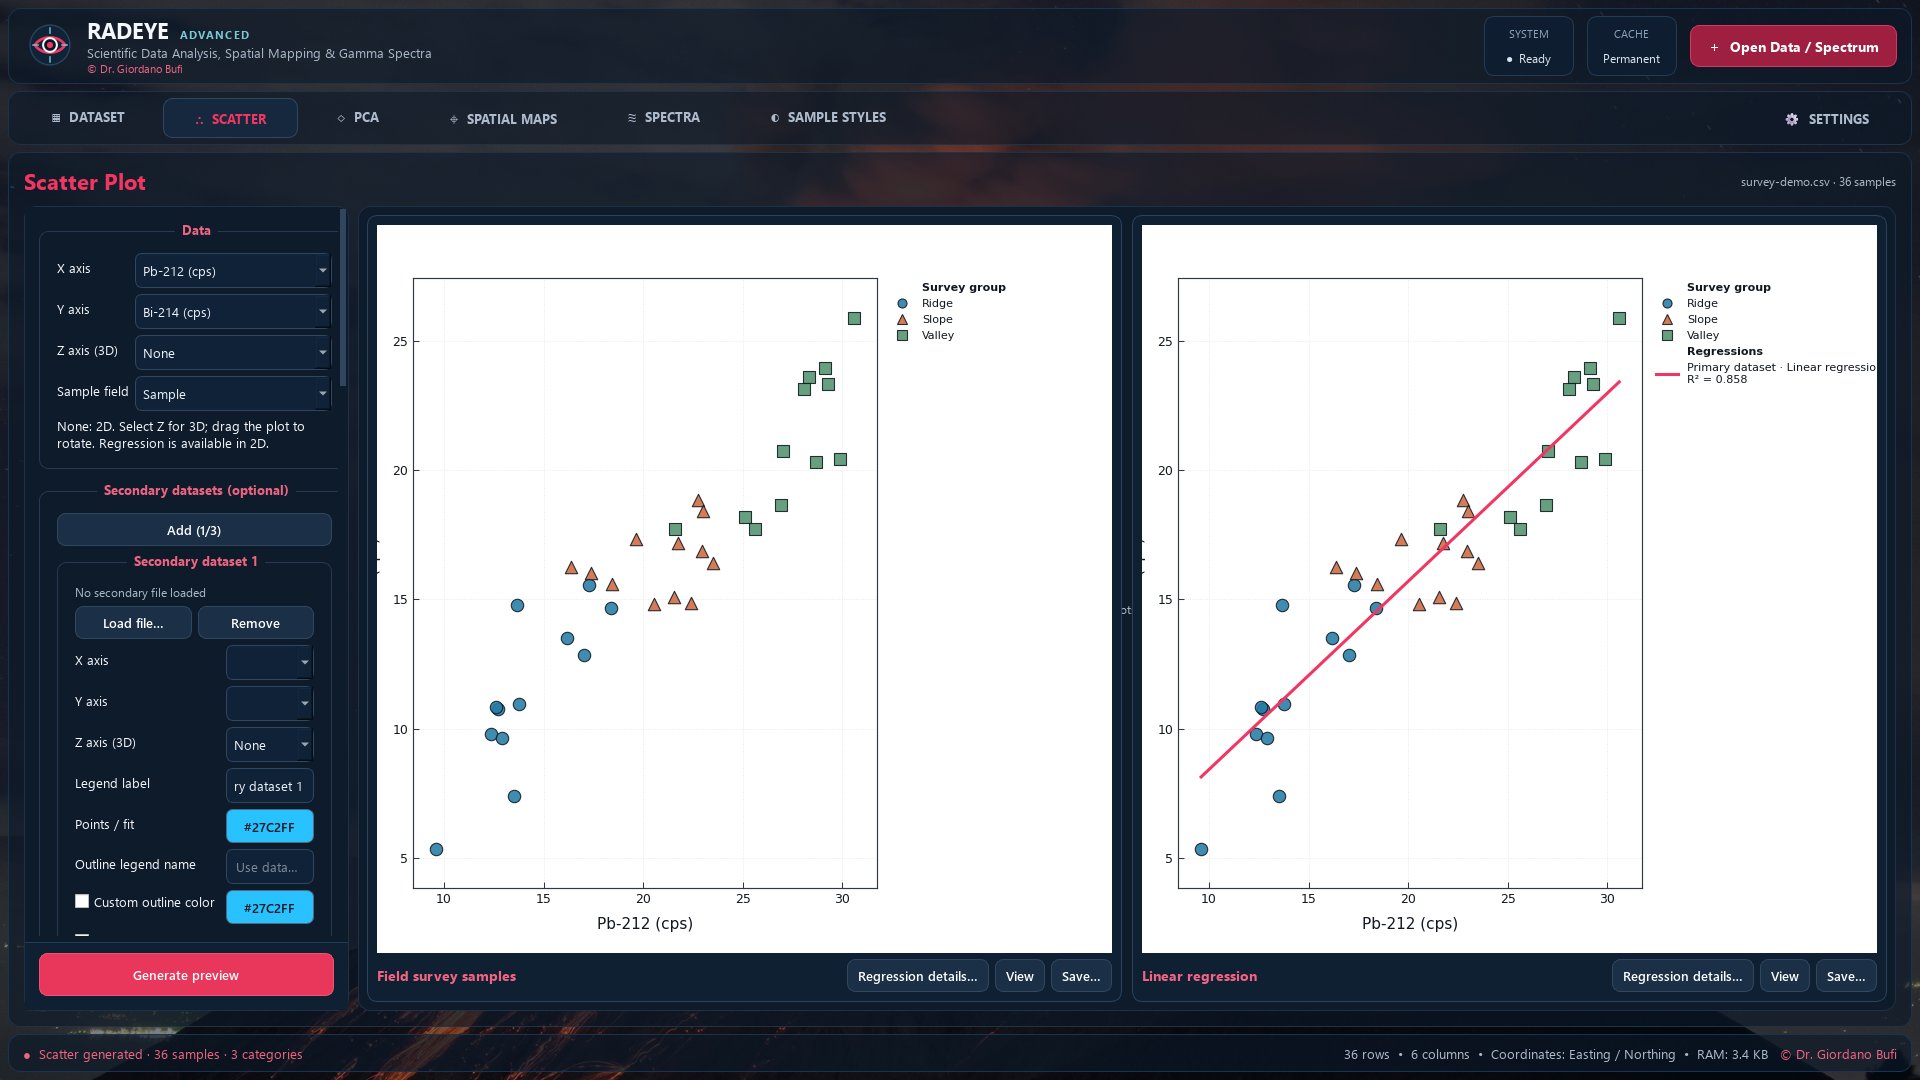 RADEYE ADVANCED
Scientific Data Analysis, Spatial Mapping & Gamma Spectra
© Dr. Giordano Bufi
SYSTEM
● Ready
CACHE
Permanent
+ Open Data / Spectrum
DATASET
SCATTER
PCA
SPATIAL MAPS
SPECTRA
SAMPLE STYLES
SETTINGS
Scatter Plot
survey-demo.csv · 36 samples
Data
X axis
Pb-212 (cps)
Y axis
Bi-214 (cps)
Z axis (3D)
None
Sample field
Sample
None: 2D. Select Z for 3D; drag the plot to
rotate. Regression is available in 2D.
Secondary datasets (optional)
Add (1/3)
Secondary dataset 1
No secondary file loaded
Load file...
Remove
X axis
Y axis
Z axis (3D)
None
Legend label
ry dataset 1
Points / fit
#27C2FF
Outline legend name
Use data...
Custom outline color
#27C2FF
Generate preview
25
20
15
10
5
10 15 20 25 30
Pb-212 (cps)
Survey group
Ridge
Slope
Valley
Field survey samples
Regression details...
View
Save...
ot
25
20
15
10
5
10 15 20 25 30
Pb-212 (cps)
Survey group
Ridge
Slope
Valley
Regressions
Primary dataset · Linear regressio
R² = 0.858
Linear regression
Regression details...
View
Save...
● Scatter generated · 36 samples · 3 categories
36 rows • 6 columns • Coordinates: Easting / Northing • RAM: 3.4 KB © Dr. Giordano Bufi